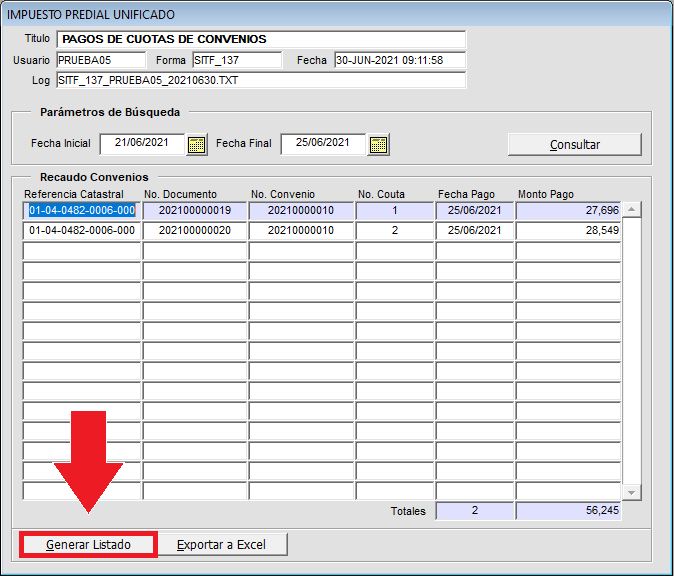 IMPUESTO PREDIAL UNIFICADO
Titulo PAGOS DE CUOTAS DE CONVENIOS
Usuario PRUEBA05 Forma SITF_137 Fecha 30-JUN-2021 09:11:58
Log SITF_137_PRUEBA05_20210630.TXT
Parámetros de Búsqueda
Fecha Inicial 21/06/2021 Fecha Final 25/06/2021 Consultar
Recaudo Convenios
Referencia Catastral No. Documento No. Convenio No. Couta Fecha Pago Monto Pago
01-04-0482-0006-000 202100000019 20210000010 1 25/06/2021 27,696
01-04-0482-0006-000 202100000020 20210000010 2 25/06/2021 28,549
Totales 2 56,245
Generar Listado Exportar a Excel